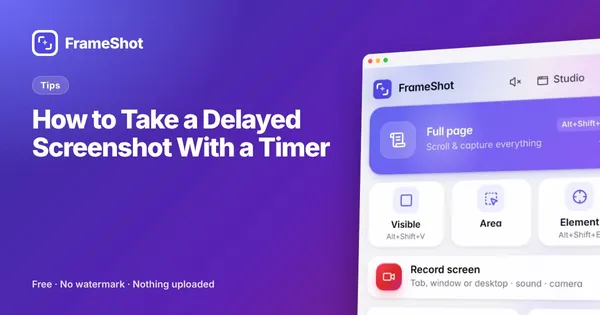 FrameShot
Tips
How to Take a Delayed
Screenshot With a Timer
Free · No watermark · Nothing uploaded
FrameShot
Studio
Full page
Alt+Shift+
Scroll & capture everything
Visible
Alt+Shift+V
Area
Element
Alt+Shift+E
Record screen
Tab, window or desktop · sound · camera